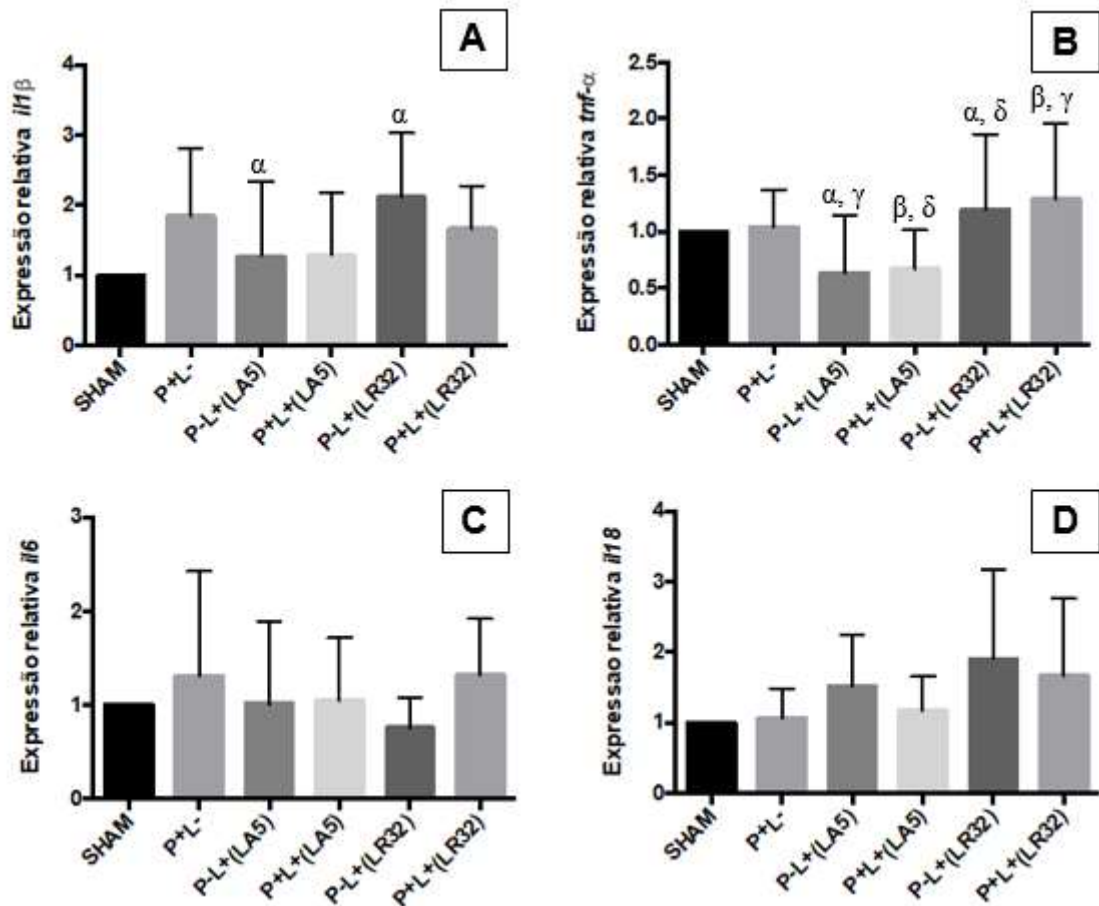 A
Expressão relativa il1β
4
3
2
1
0
α
α
SHAM
P+L-
P-L+(LA5)
P+L+(LA5)
P-L+(LR32)
P+L+(LR32)
B
Expressão relativa tnf-α
2.5
2.0
1.5
1.0
0.5
0.0
α, γ
β, δ
α, δ
β, γ
SHAM
P+L-
P-L+(LA5)
P+L+(LA5)
P-L+(LR32)
P+L+(LR32)
C
Expressão relativa il6
3
2
1
0
SHAM
P+L-
P-L+(LA5)
P+L+(LA5)
P-L+(LR32)
P+L+(LR32)
D
Expressão relativa il18
4
3
2
1
0
SHAM
P+L-
P-L+(LA5)
P+L+(LA5)
P-L+(LR32)
P+L+(LR32)